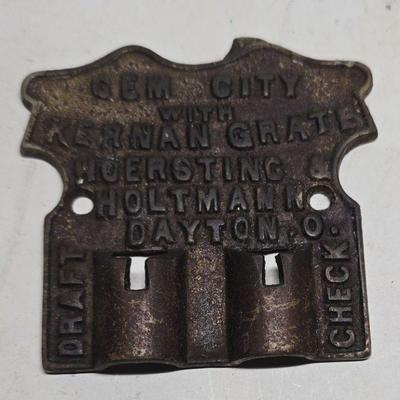 GEM CITY
WITH
KERNAN GRATE
HOERSTING &
HOLTMANN
DAYTON, O.
DRAFT
CHECK.